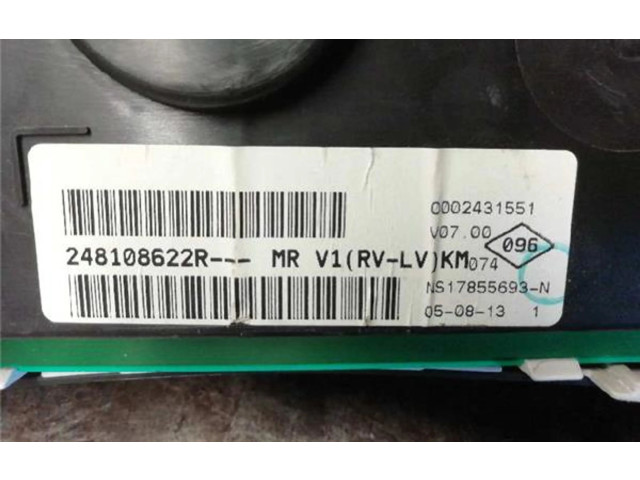 0002431551
V07.00
096
248108622R--- MR V1(RV-LV)KM
074
NS17855693-N
05-08-13 1